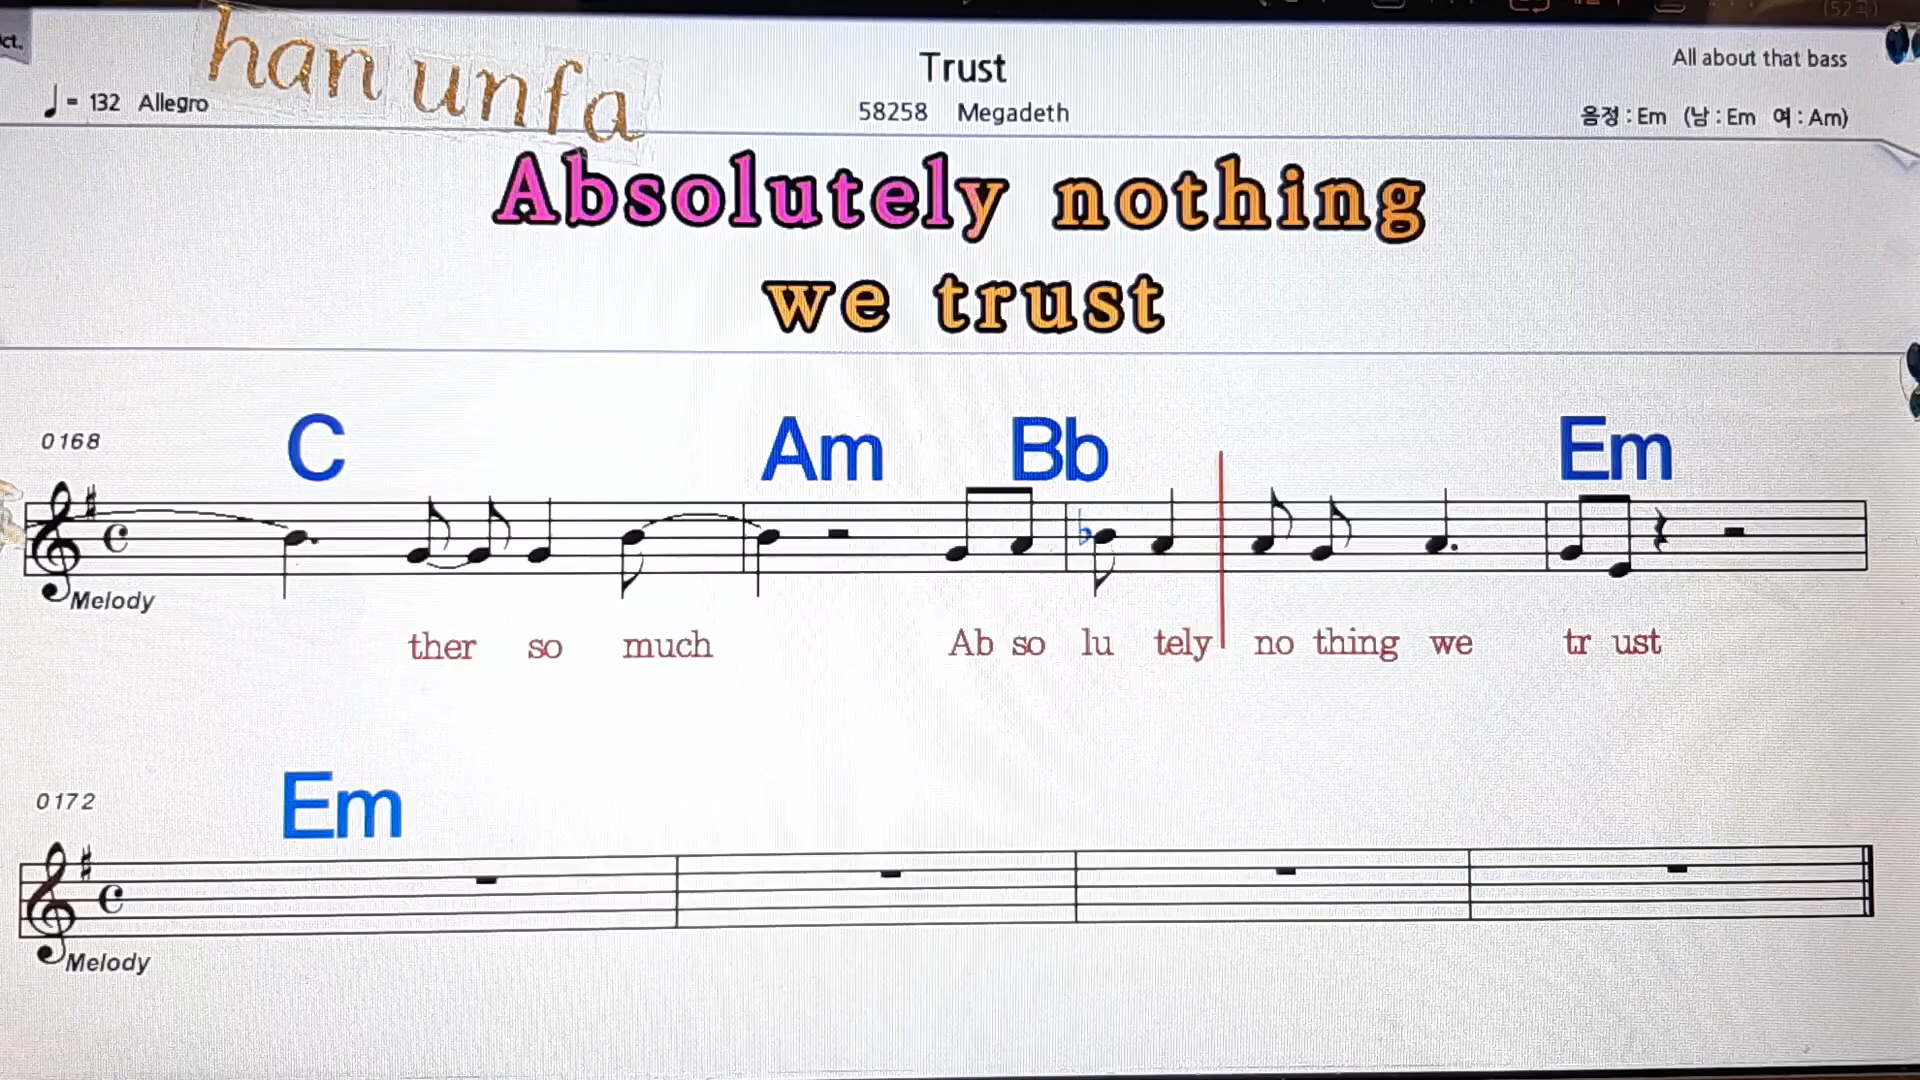 han unfa
Trust
All about that bass
= 132 Allegro
58258 Megadeth
음정 : Em (남 : Em 여 : Am)
Absolutely nothing
we trust
0168
C Am Bb Em
Melody
ther so much Ab so lu tely no thing we tr ust
0172
Em
Melody